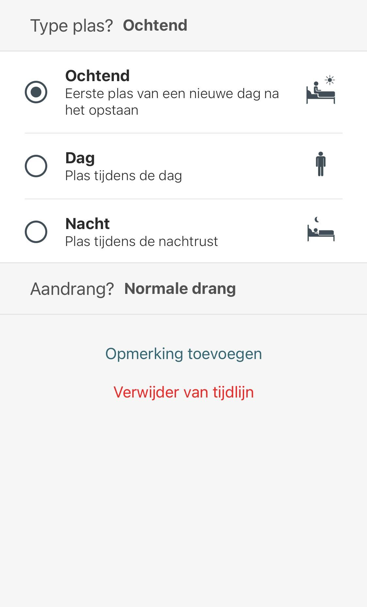 Type plas? Ochtend
Ochtend
Eerste plas van een nieuwe dag na
het opstaan
Dag
Plas tijdens de dag
Nacht
Plas tijdens de nachtrust
Aandrang? Normale drang
Opmerking toevoegen
Verwijder van tijdlijn